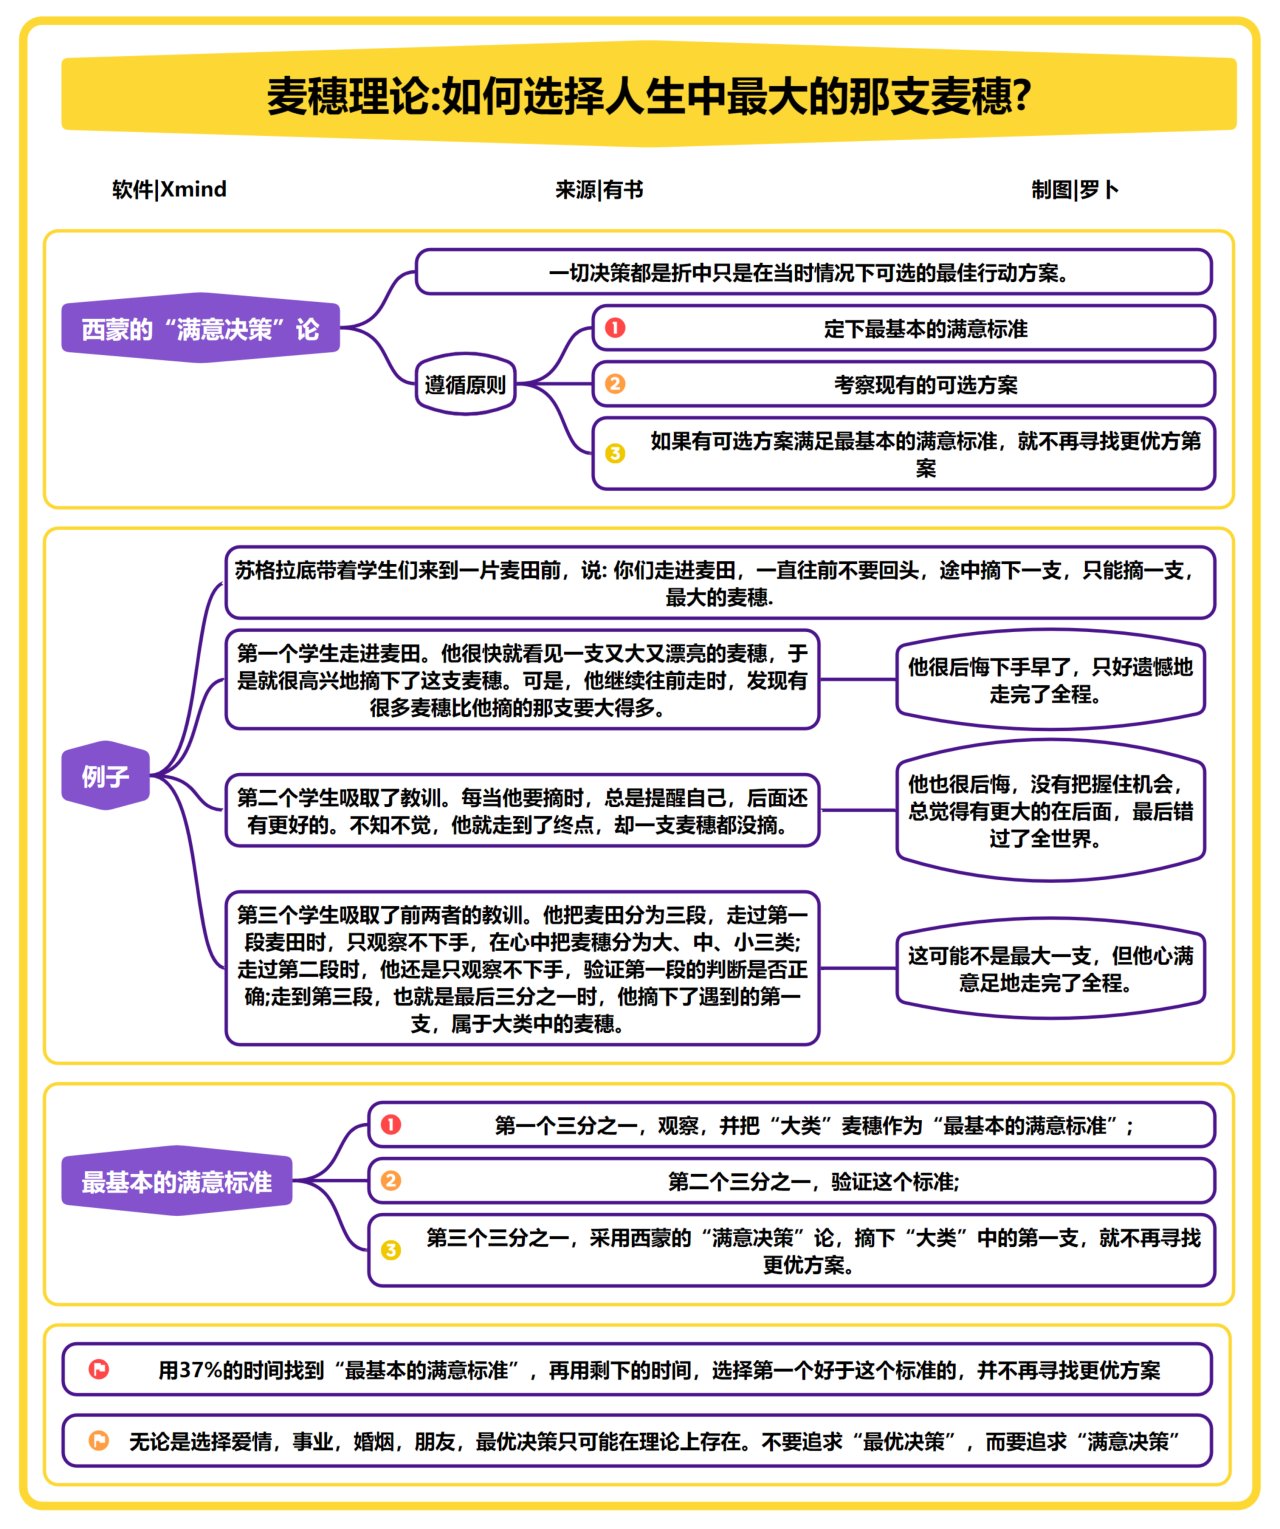 麦穗理论:如何选择人生中最大的那支麦穗?
软件|Xmind
来源|有书
制图|罗卜
西蒙的“满意决策”论
一切决策都是折中只是在当时情况下可选的最佳行动方案。
遵循原则
1 定下最基本的满意标准
2 考察现有的可选方案
3 如果有可选方案满足最基本的满意标准，就不再寻找更优方第
案
例子
苏格拉底带着学生们来到一片麦田前，说: 你们走进麦田，一直往前不要回头，途中摘下一支，只能摘一支，
最大的麦穗.
第一个学生走进麦田。他很快就看见一支又大又漂亮的麦穗，于
是就很高兴地摘下了这支麦穗。可是，他继续往前走时，发现有
很多麦穗比他摘的那支要大得多。
他很后悔下手早了，只好遗憾地
走完了全程。
第二个学生吸取了教训。每当他要摘时，总是提醒自己，后面还
有更好的。不知不觉，他就走到了终点，却一支麦穗都没摘。
他也很后悔，没有把握住机会，
总觉得有更大的在后面，最后错
过了全世界。
第三个学生吸取了前两者的教训。他把麦田分为三段，走过第一
段麦田时，只观察不下手，在心中把麦穗分为大、中、小三类;
走过第二段时，他还是只观察不下手，验证第一段的判断是否正
确;走到第三段，也就是最后三分之一时，他摘下了遇到的第一
支，属于大类中的麦穗。
这可能不是最大一支，但他心满
意足地走完了全程。
最基本的满意标准
1 第一个三分之一，观察，并把“大类”麦穗作为“最基本的满意标准”；
2 第二个三分之一，验证这个标准;
3 第三个三分之一，采用西蒙的“满意决策”论，摘下“大类”中的第一支，就不再寻找
更优方案。
用37%的时间找到“最基本的满意标准”，再用剩下的时间，选择第一个好于这个标准的，并不再寻找更优方案
无论是选择爱情，事业，婚烟，朋友，最优决策只可能在理论上存在。不要追求“最优决策”，而要追求“满意决策”